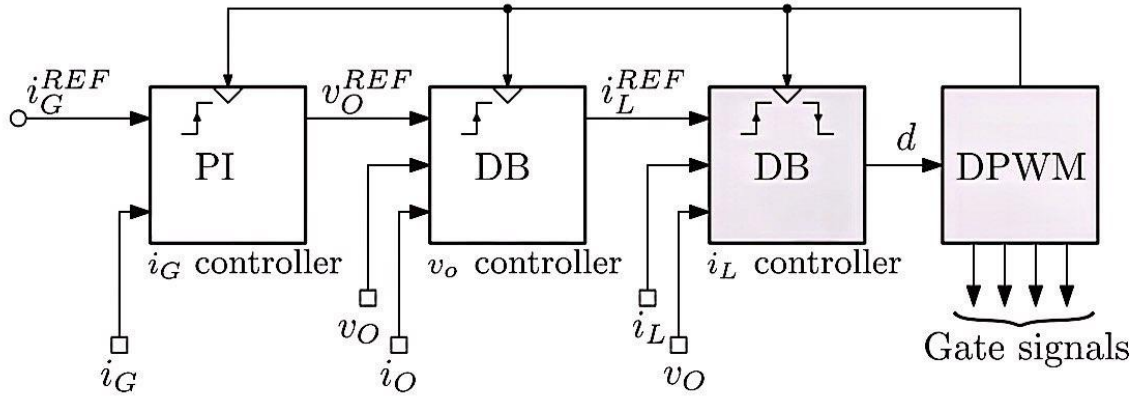 i_G^{REF}
v_O^{REF}
i_L^{REF}
d
PI
DB
DB
DPWM
i_G controller
v_o controller
i_L controller
v_O
i_L
Gate signals
i_G
i_O
v_O